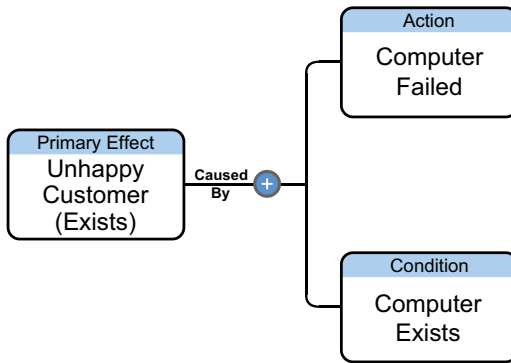 Primary Effect
Unhappy
Customer
(Exists)
Caused
By
Action
Computer
Failed
Condition
Computer
Exists